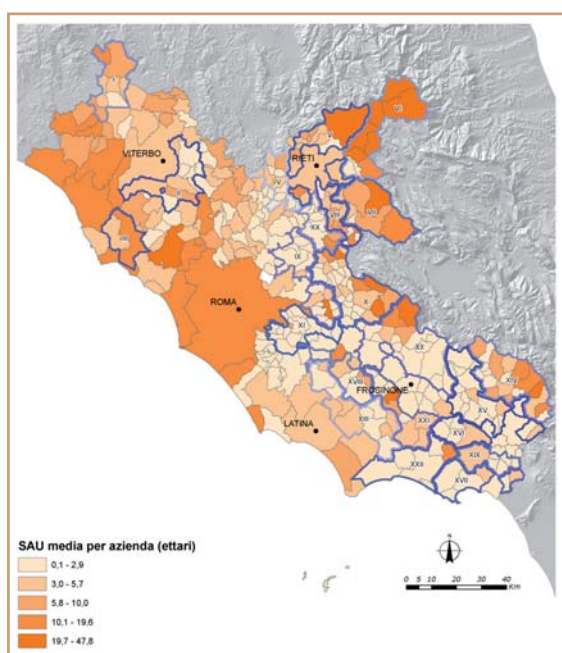 VI
V
VITERBO
RIETI
IV
VII
VIII
XX
III
IX
X
ROMA
XI
XII
XVIII
FROSINONE
XIV
XV
LATINA
XIII
XXI
XVI
XIX
XXII
XVII
SAU media per azienda (ettari)
0,1 - 2,9
3,0 - 5,7
5,8 - 10,0
10,1 - 19,6
19,7 - 47,8
N
0 5 10 20 30 40
Km